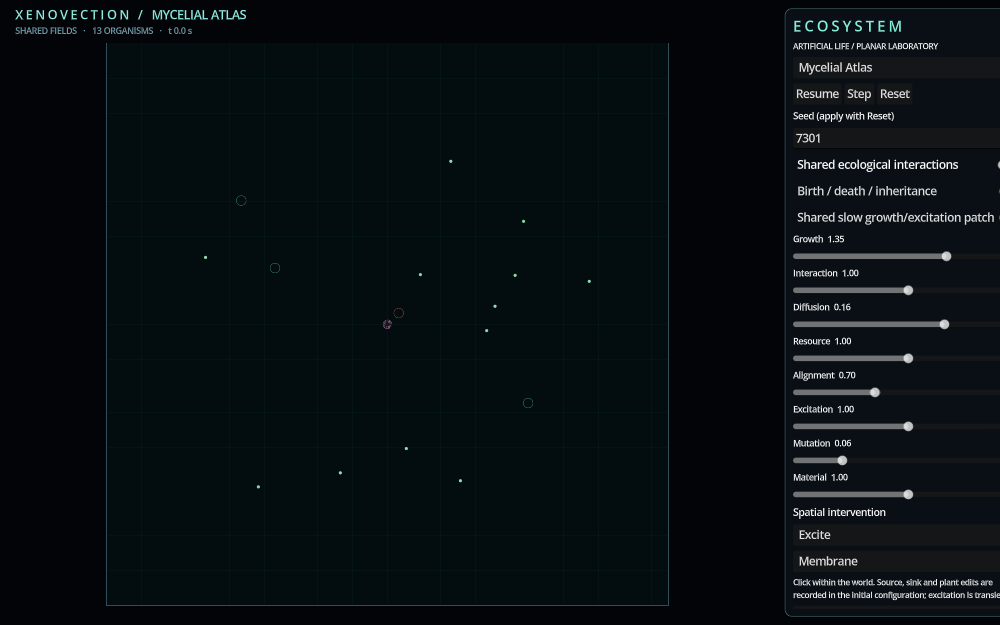 XENOVECTION / MYCELIAL ATLAS
SHARED FIELDS · 13 ORGANISMS · t 0.0 s
ECOSYSTEM
ARTIFICIAL LIFE / PLANAR LABORATORY
Mycelial Atlas
Resume Step Reset
Seed (apply with Reset)
7301
Shared ecological interactions
Birth / death / inheritance
Shared slow growth/excitation patch
Growth 1.35
Interaction 1.00
Diffusion 0.16
Resource 1.00
Alignment 0.70
Excitation 1.00
Mutation 0.06
Material 1.00
Spatial intervention
Excite
Membrane
Click within the world. Source, sink and plant edits are
recorded in the initial configuration; excitation is